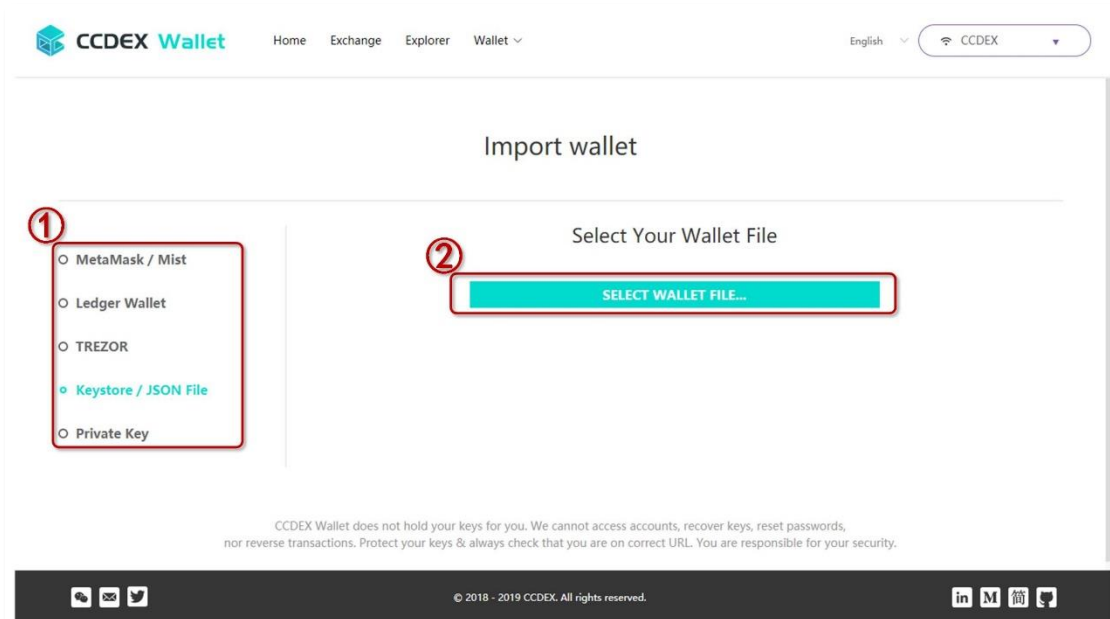 CCDEX Wallet Home Exchange Explorer Wallet English CCDEX
Import wallet
①
Select Your Wallet File
②
MetaMask / Mist
SELECT WALLET FILE...
Ledger Wallet
TREZOR
Keystore / JSON File
Private Key
CCDEX Wallet does not hold your keys for you. We cannot access accounts, recover keys, reset passwords,
nor reverse transactions. Protect your keys & always check that you are on correct URL. You are responsible for your security.
© 2018 - 2019 CCDEX. All rights reserved. in M 简